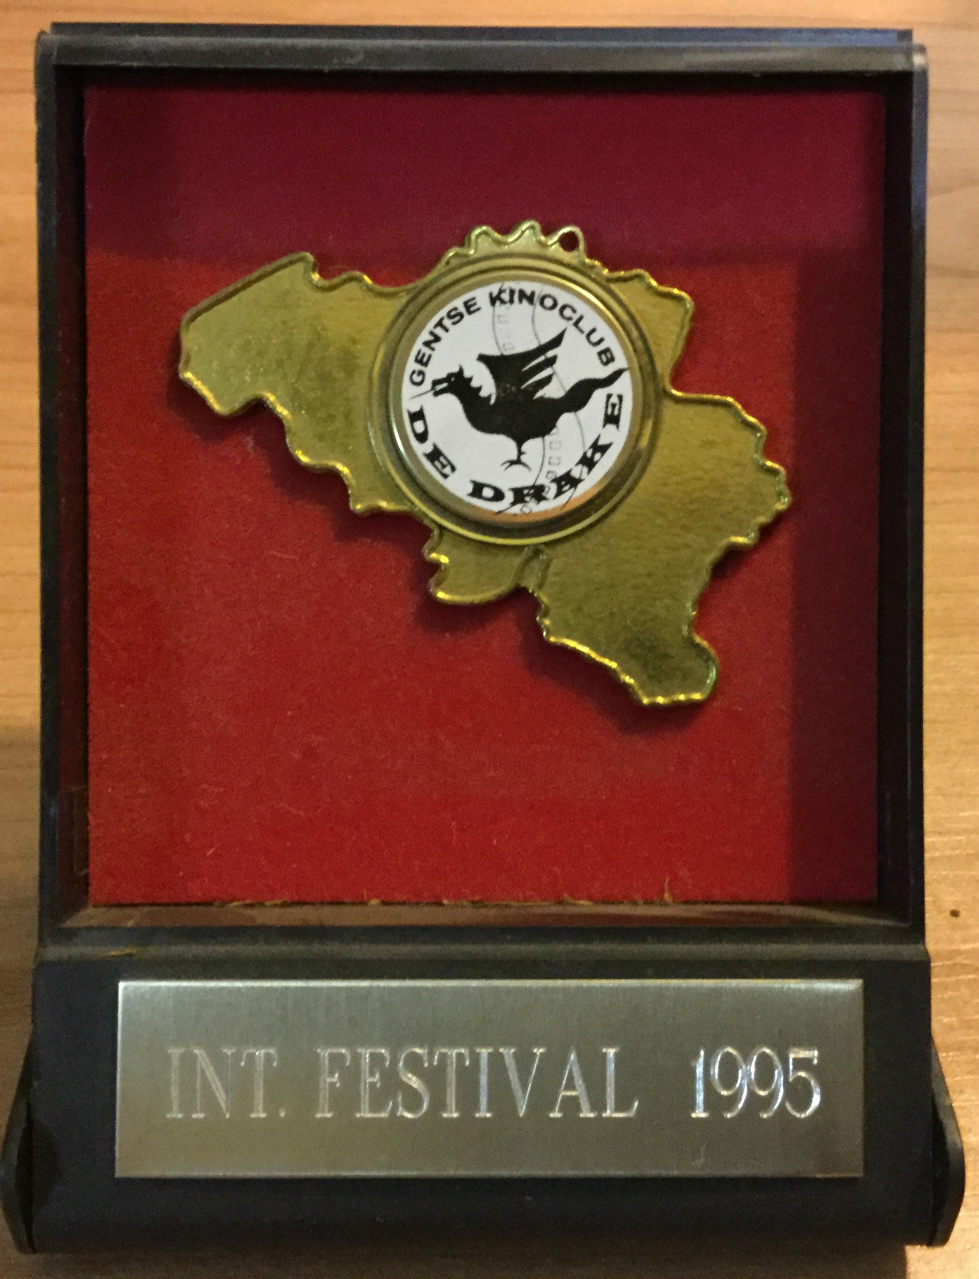 GENTSE KINOCLUB
DE DRAKE
INT. FESTIVAL 1995